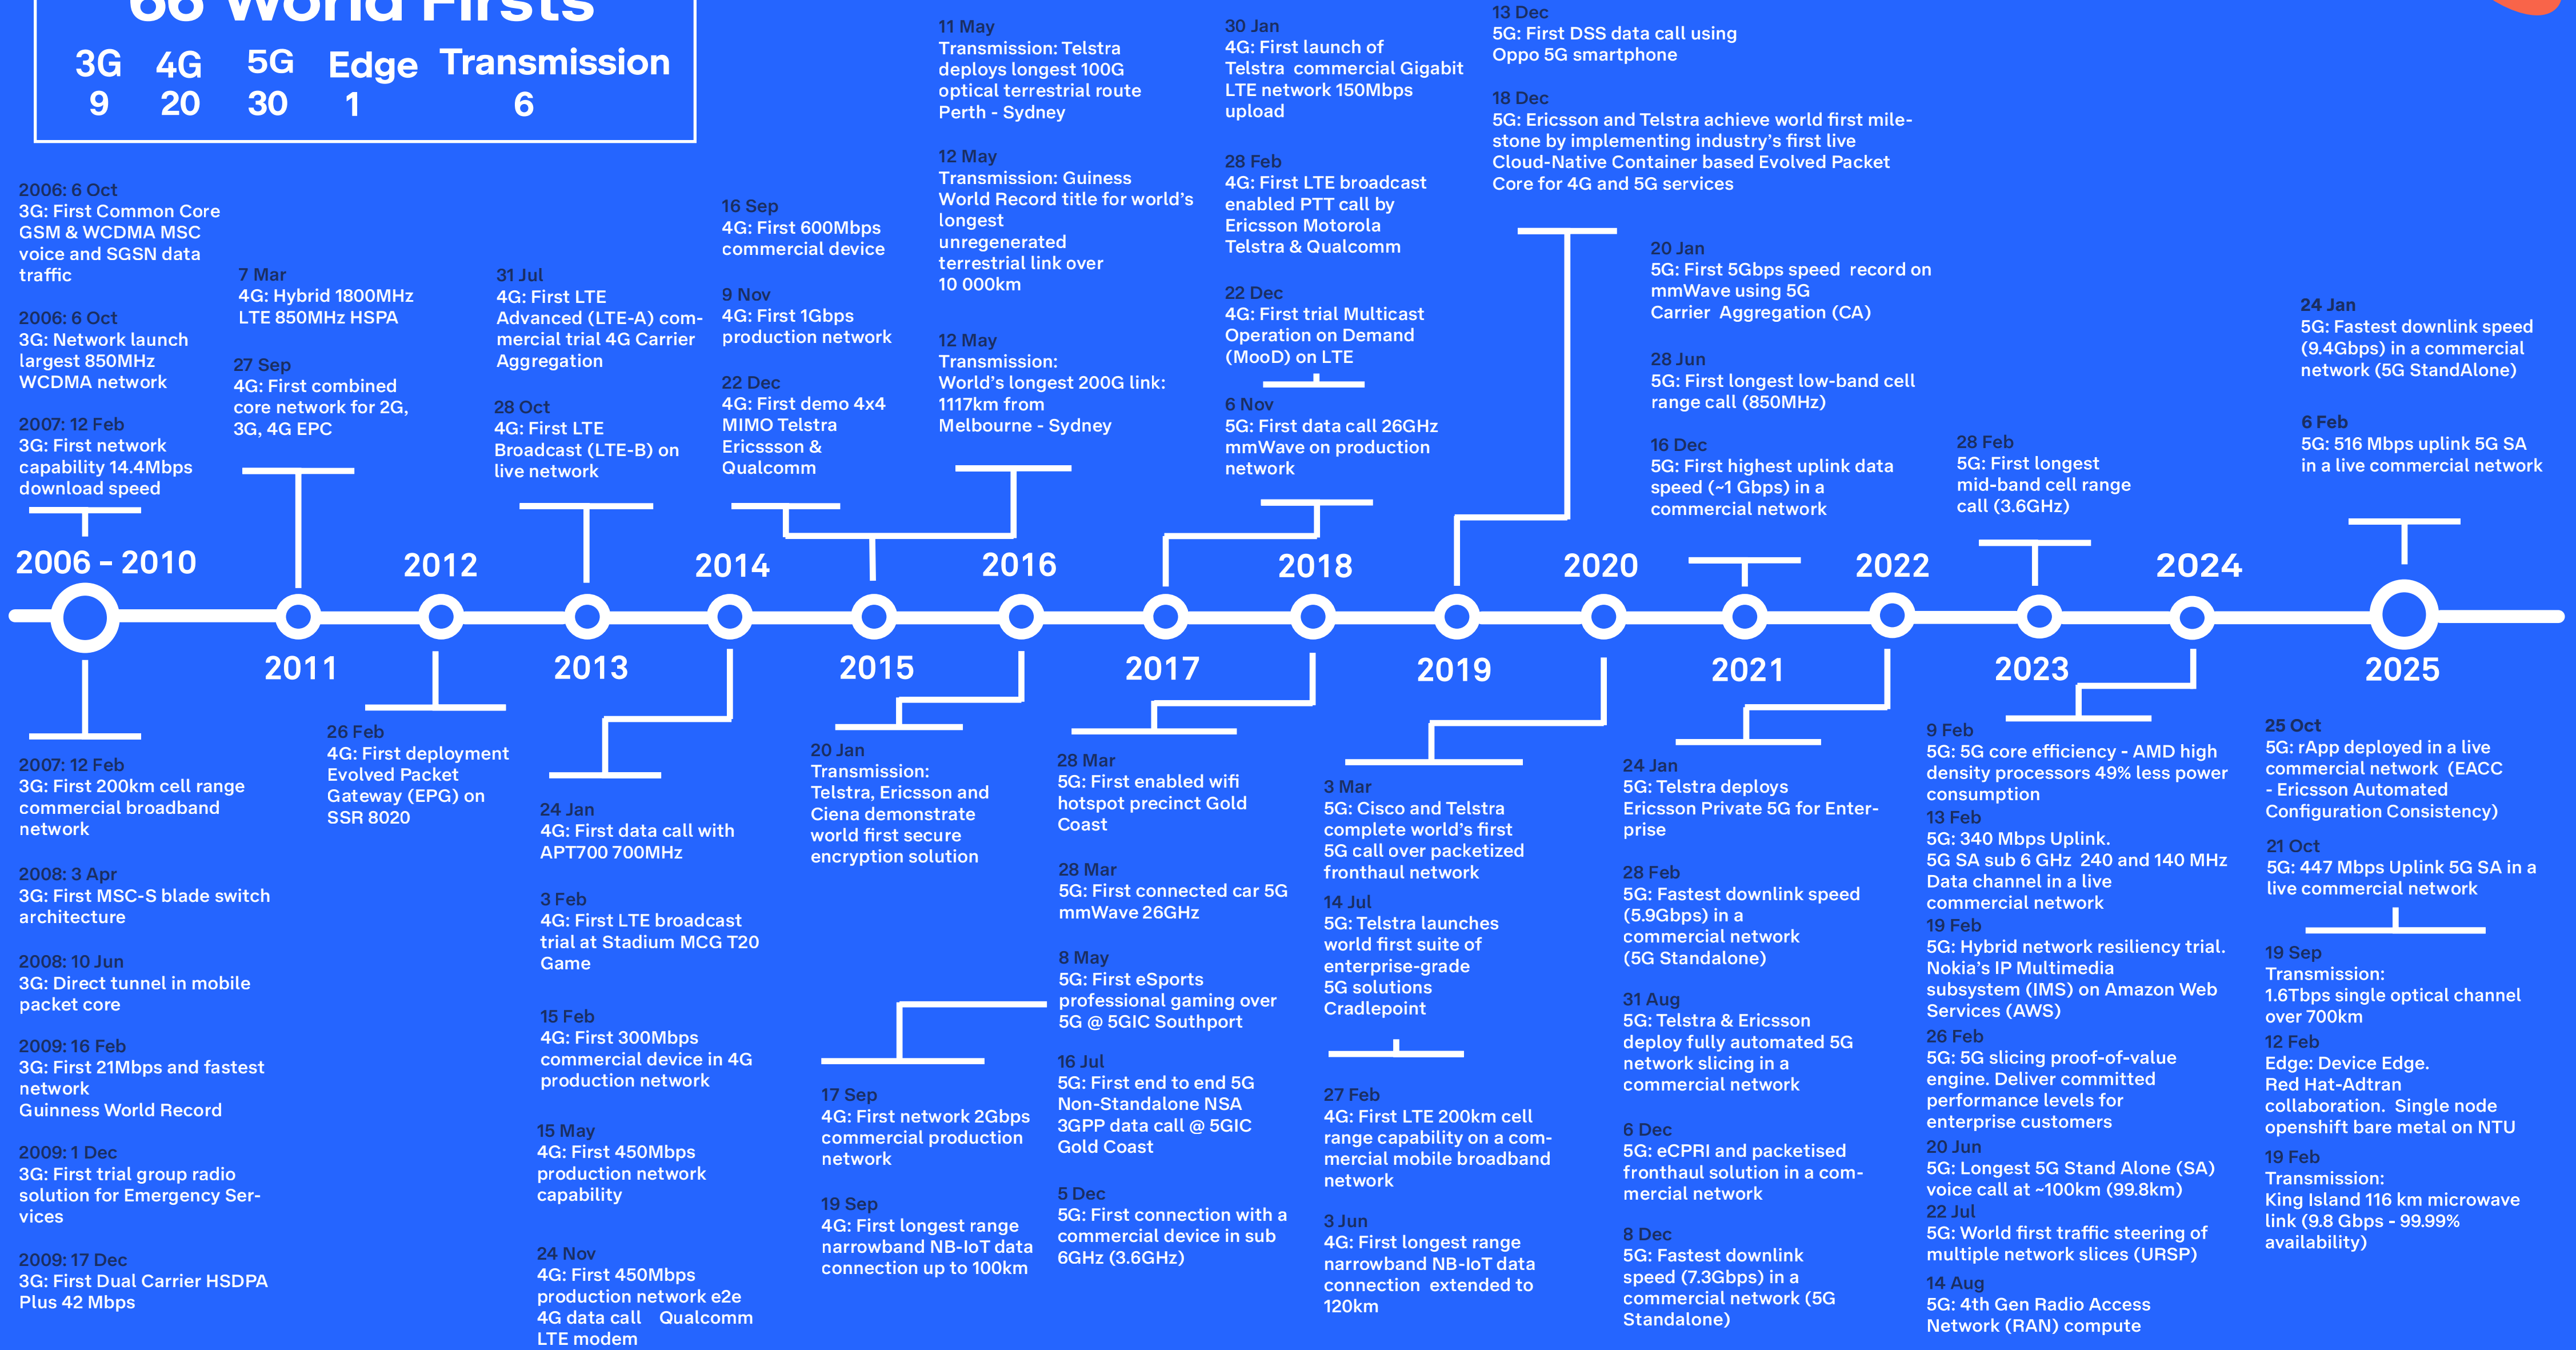 66 World Firsts
3G 4G 5G Edge Transmission
9 20 30 1 6
2006: 6 Oct
3G: First Common Core
GSM & WCDMA MSC
voice and SGSN data
traffic
2006: 6 Oct
3G: Network launch
largest 850MHz
WCDMA network
2007: 12 Feb
3G: First network
capability 14.4Mbps
download speed
7 Mar
4G: Hybrid 1800MHz
LTE 850MHz HSPA
27 Sep
4G: First combined
core network for 2G,
3G, 4G EPC
31 Jul
4G: First LTE
Advanced (LTE-A) com-
mercial trial 4G Carrier
Aggregation
28 Oct
4G: First LTE
Broadcast (LTE-B) on
live network
16 Sep
4G: First 600Mbps
commercial device
9 Nov
4G: First 1Gbps
production network
22 Dec
4G: First demo 4x4
MIMO Telstra
Ericssson &
Qualcomm
11 May
Transmission: Telstra
deploys longest 100G
optical terrestrial route
Perth - Sydney
12 May
Transmission: Guiness
World Record title for world's
longest
unregenerated
terrestrial link over
10 000km
12 May
Transmission:
World's longest 200G link:
1117km from
Melbourne - Sydney
30 Jan
4G: First launch of
Telstra commercial Gigabit
LTE network 150Mbps
upload
28 Feb
4G: First LTE broadcast
enabled PTT call by
Ericsson Motorola
Telstra & Qualcomm
22 Dec
4G: First trial Multicast
Operation on Demand
(MooD) on LTE
6 Nov
5G: First data call 26GHz
mmWave on production
network
13 Dec
5G: First DSS data call using
Oppo 5G smartphone
18 Dec
5G: Ericsson and Telstra achieve world first mile-
stone by implementing industry's first live
Cloud-Native Container based Evolved Packet
Core for 4G and 5G services
20 Jan
5G: First 5Gbps speed record on
mmWave using 5G
Carrier Aggregation (CA)
28 Jun
5G: First longest low-band cell
range call (850MHz)
16 Dec
5G: First highest uplink data
speed (~1 Gbps) in a
commercial network
28 Feb
5G: First longest
mid-band cell range
call (3.6GHz)
24 Jan
5G: Fastest downlink speed
(9.4Gbps) in a commercial
network (5G StandAlone)
6 Feb
5G: 516 Mbps uplink 5G SA
in a live commercial network
2006 - 2010 2012 2014 2016 2018 2020 2022 2024
2011 2013 2015 2017 2019 2021 2023 2025
2007: 12 Feb
3G: First 200km cell range
commercial broadband
network
2008: 3 Apr
3G: First MSC-S blade switch
architecture
2008: 10 Jun
3G: Direct tunnel in mobile
packet core
2009: 16 Feb
3G: First 21Mbps and fastest
network
Guinness World Record
2009: 1 Dec
3G: First trial group radio
solution for Emergency Ser-
vices
2009: 17 Dec
3G: First Dual Carrier HSDPA
Plus 42 Mbps
26 Feb
4G: First deployment
Evolved Packet
Gateway (EPG) on
SSR 8020
24 Jan
4G: First data call with
APT700 700MHz
3 Feb
4G: First LTE broadcast
trial at Stadium MCG T20
Game
15 Feb
4G: First 300Mbps
commercial device in 4G
production network
15 May
4G: First 450Mbps
production network
capability
24 Nov
4G: First 450Mbps
production network e2e
4G data call Qualcomm
LTE modem
20 Jan
Transmission:
Telstra, Ericsson and
Ciena demonstrate
world first secure
encryption solution
17 Sep
4G: First network 2Gbps
commercial production
network
19 Sep
4G: First longest range
narrowband NB-IoT data
connection up to 100km
28 Mar
5G: First enabled wifi
hotspot precinct Gold
Coast
28 Mar
5G: First connected car 5G
mmWave 26GHz
8 May
5G: First eSports
professional gaming over
5G @ 5GIC Southport
16 Jul
5G: First end to end 5G
Non-Standalone NSA
3GPP data call @ 5GIC
Gold Coast
5 Dec
5G: First connection with a
commercial device in sub
6GHz (3.6GHz)
3 Mar
5G: Cisco and Telstra
complete world's first
5G call over packetized
fronthaul network
14 Jul
5G: Telstra launches
world first suite of
enterprise-grade
5G solutions
Cradlepoint
27 Feb
4G: First LTE 200km cell
range capability on a com-
mercial mobile broadband
network
3 Jun
4G: First longest range
narrowband NB-IoT data
connection extended to
120km
24 Jan
5G: Telstra deploys
Ericsson Private 5G for Enter-
prise
28 Feb
5G: Fastest downlink speed
(5.9Gbps) in a
commercial network
(5G Standalone)
31 Aug
5G: Telstra & Ericsson
deploy fully automated 5G
network slicing in a
commercial network
6 Dec
5G: eCPRI and packetised
fronthaul solution in a com-
mercial network
8 Dec
5G: Fastest downlink
speed (7.3Gbps) in a
commercial network (5G
Standalone)
9 Feb
5G: 5G core efficiency - AMD high
density processors 49% less power
consumption
13 Feb
5G: 340 Mbps Uplink.
5G SA sub 6 GHz 240 and 140 MHz
Data channel in a live
commercial network
19 Feb
5G: Hybrid network resiliency trial.
Nokia's IP Multimedia
subsystem (IMS) on Amazon Web
Services (AWS)
26 Feb
5G: 5G slicing proof-of-value
engine. Deliver committed
performance levels for
enterprise customers
20 Jun
5G: Longest 5G Stand Alone (SA)
voice call at ~100km (99.8km)
22 Jul
5G: World first traffic steering of
multiple network slices (URSP)
14 Aug
5G: 4th Gen Radio Access
Network (RAN) compute
25 Oct
5G: rApp deployed in a live
commercial network (EACC
- Ericsson Automated
Configuration Consistency)
21 Oct
5G: 447 Mbps Uplink 5G SA in a
live commercial network
19 Sep
Transmission:
1.6Tbps single optical channel
over 700km
12 Feb
Edge: Device Edge.
Red Hat-Adtran
collaboration. Single node
openshift bare metal on NTU
19 Feb
Transmission:
King Island 116 km microwave
link (9.8 Gbps - 99.99%
availability)